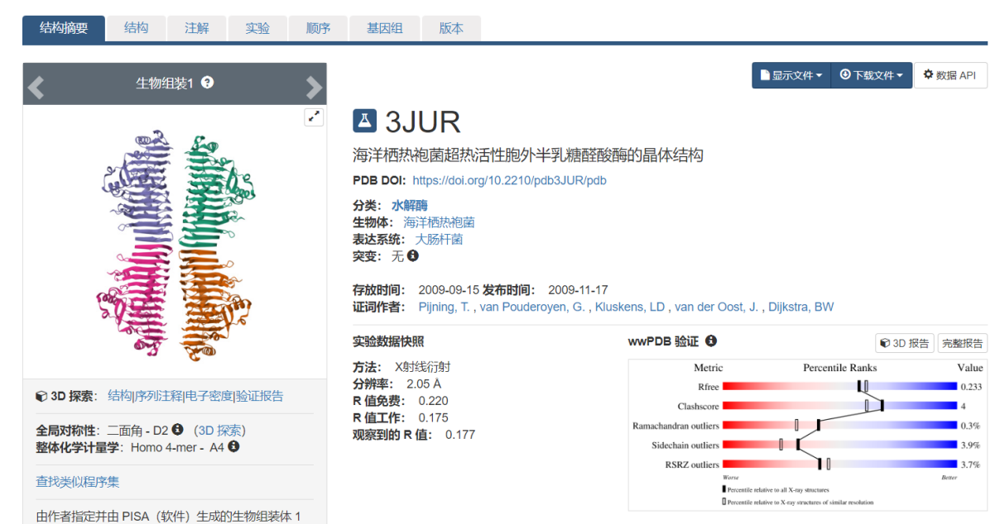 结构摘要 结构 注解 实验 顺序 基因组 版本
生物组装1
显示文件 下载文件 数据 API
3JUR
海洋栖热袍菌超热活性胞外半乳糖醛酸酶的晶体结构
PDB DOI: https://doi.org/10.2210/pdb3JUR/pdb
分类： 水解酶
生物体： 海洋栖热袍菌
表达系统： 大肠杆菌
突变： 无
存放时间： 2009-09-15 发布时间： 2009-11-17
证词作者： Pijning, T. , van Pouderoyen, G. , Kluskens, LD , van der Oost, J. , Dijkstra, BW
实验数据快照
方法： X射线衍射
分辨率： 2.05 Å
R 值免费： 0.220
R 值工作： 0.175
观察到的 R 值： 0.177
wwPDB 验证 3D 报告 完整报告
Metric Percentile Ranks Value
Rfree 0.233
Clashscore 4
Ramachandran outliers 0.3%
Sidechain outliers 3.9%
RSRZ outliers 3.7%
Worse Better
Percentile relative to all X-ray structures
Percentile relative to X-ray structures of similar resolution
3D 探索： 结构|序列注释|电子密度|验证报告
全局对称性： 二面角 - D2 （3D 探索）
整体化学计量学： Homo 4-mer - A4
查找类似程序集
由作者指定并由 PISA（软件）生成的生物组装体 1